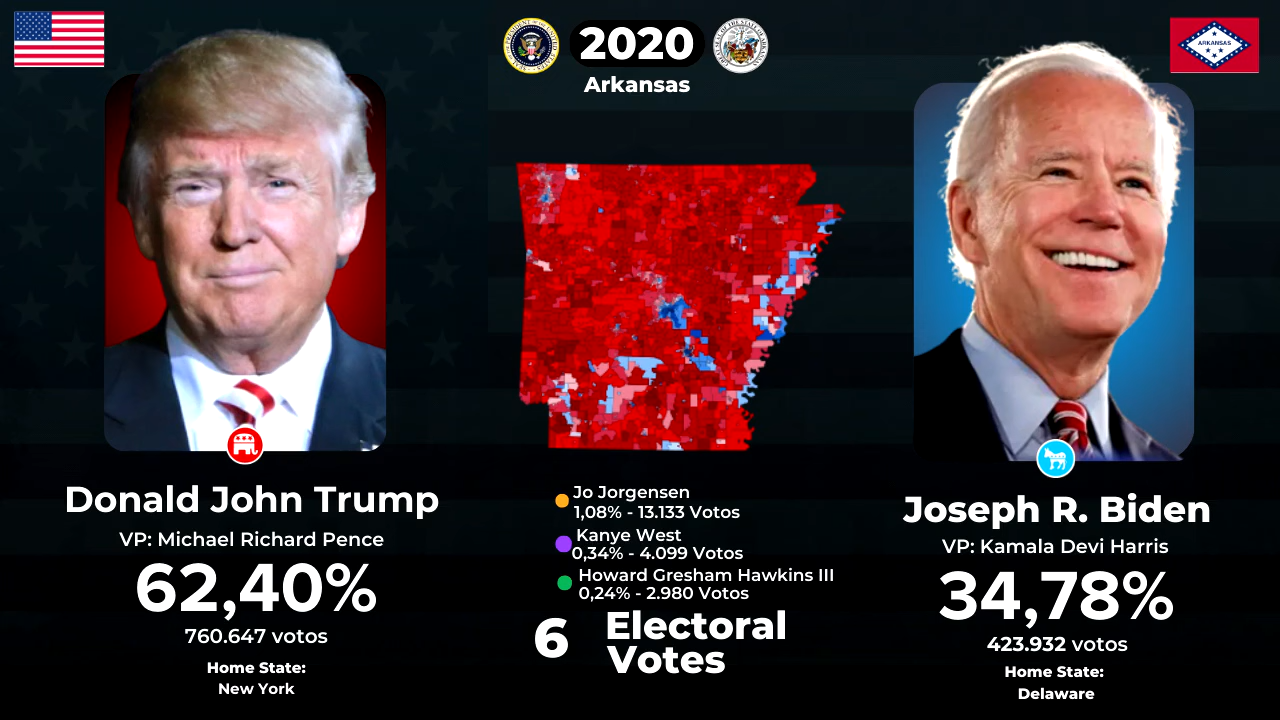 2020
Arkansas
ARKANSAS
Donald John Trump
VP: Michael Richard Pence
62,40%
760.647 votos
Home State:
New York
Jo Jorgensen
1,08% - 13.133 Votos
Kanye West
0,34% - 4.099 Votos
Howard Gresham Hawkins III
0,24% - 2.980 Votos
6 Electoral
Votes
Joseph R. Biden
VP: Kamala Devi Harris
34,78%
423.932 votos
Home State:
Delaware